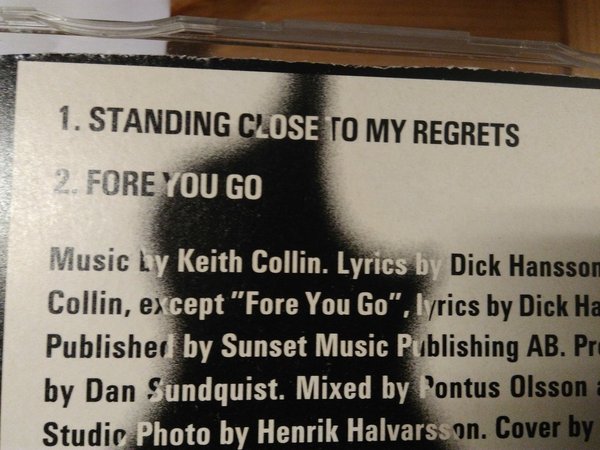 1. STANDING CLOSE TO MY REGRETS
2. FORE YOU GO
Music by Keith Collin. Lyrics by Dick Hansson
Collin, except "Fore You Go", lyrics by Dick Ha
Published by Sunset Music Publishing AB. Pr
by Dan Sundquist. Mixed by Pontus Olsson
Studio Photo by Henrik Halvarsson. Cover by